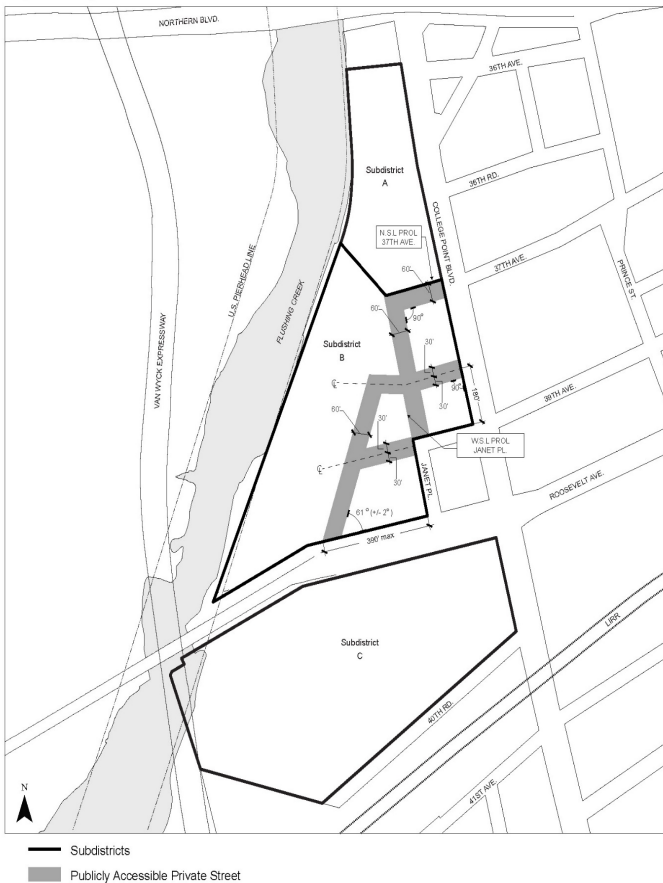 NORTHERN BLVD.
36TH AVE.
Subdistrict
A
36TH RD.
COLLEGE POINT BLVD.
N.S.L PROL
37TH AVE.
37TH AVE.
PRINCE ST.
U.S. PIERHEAD LINE
FLUSHING CREEK
VAN WYCK EXPRESSWAY
60'
60'
90°
Subdistrict
B
30'
30'
90°
180'
39TH AVE.
60'
30'
30'
W.S.L PROL
JANET PL.
JANET PL.
ROOSEVELT AVE.
61° (+/- 2°)
390' max
LIRR
Subdistrict
C
40TH RD.
41ST AVE.
N
Subdistricts
Publicly Accessible Private Street